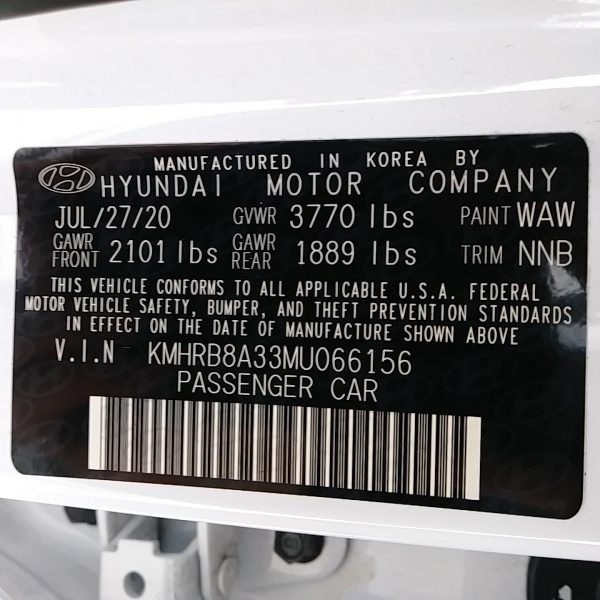 MANUFACTURED IN KOREA BY
HYUNDAI MOTOR COMPANY
JUL/27/20 GVWR 3770 lbs PAINT WAW
GAWR FRONT 2101 lbs GAWR REAR 1889 lbs TRIM NNB
THIS VEHICLE CONFORMS TO ALL APPLICABLE U.S.A. FEDERAL
MOTOR VEHICLE SAFETY, BUMPER, AND THEFT PREVENTION STANDARDS
IN EFFECT ON THE DATE OF MANUFACTURE SHOWN ABOVE
V.I.N KMHRB8A33MU066156
PASSENGER CAR